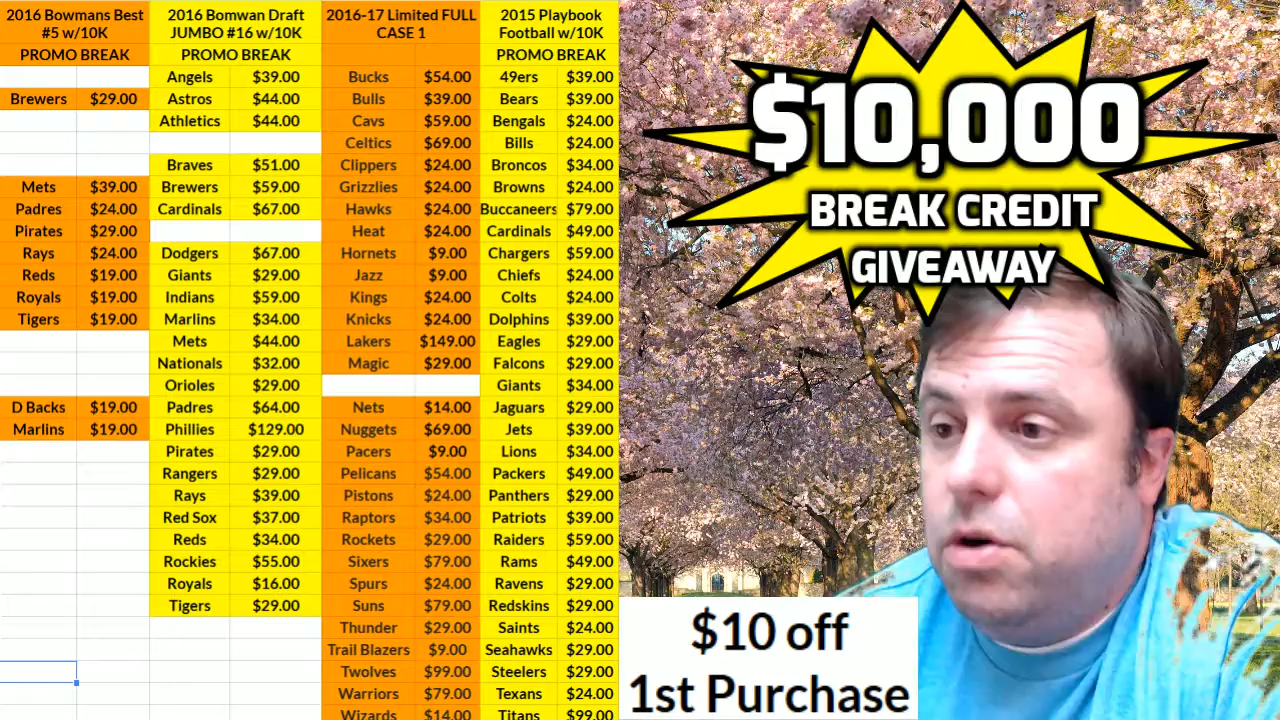 2016 Bowmans Best
#5 w/10K
PROMO BREAK
Brewers $29.00
Mets $39.00
Padres $24.00
Pirates $29.00
Rays $24.00
Reds $19.00
Royals $19.00
Tigers $19.00
D Backs $19.00
Marlins $19.00
2016 Bomwan Draft
JUMBO #16 w/10K
PROMO BREAK
Angels $39.00
Astros $44.00
Athletics $44.00
Braves $51.00
Brewers $59.00
Cardinals $67.00
Dodgers $67.00
Giants $29.00
Indians $59.00
Marlins $34.00
Mets $44.00
Nationals $32.00
Orioles $29.00
Padres $64.00
Phillies $129.00
Pirates $29.00
Rangers $29.00
Rays $39.00
Red Sox $37.00
Reds $34.00
Rockies $55.00
Royals $16.00
Tigers $29.00
2016-17 Limited FULL
CASE 1
Bucks $54.00
Bulls $39.00
Cavs $59.00
Celtics $69.00
Clippers $24.00
Grizzlies $24.00
Hawks $24.00
Heat $24.00
Hornets $9.00
Jazz $9.00
Kings $24.00
Knicks $24.00
Lakers $149.00
Magic $29.00
Nets $14.00
Nuggets $69.00
Pacers $9.00
Pelicans $54.00
Pistons $24.00
Raptors $34.00
Rockets $29.00
Sixers $79.00
Spurs $24.00
Suns $79.00
Thunder $29.00
Trail Blazers $9.00
Twolves $99.00
Warriors $79.00
Wizards $14.00
2015 Playbook
Football w/10K
PROMO BREAK
49ers $39.00
Bears $39.00
Bengals $24.00
Bills $24.00
Broncos $34.00
Browns $24.00
Buccaneers $79.00
Cardinals $49.00
Chargers $59.00
Chiefs $24.00
Colts $24.00
Dolphins $39.00
Eagles $29.00
Falcons $29.00
Giants $34.00
Jaguars $29.00
Jets $39.00
Lions $34.00
Packers $49.00
Panthers $29.00
Patriots $39.00
Raiders $59.00
Rams $49.00
Ravens $29.00
Redskins $29.00
Saints $24.00
Seahawks $29.00
Steelers $29.00
Texans $24.00
Titans $99.00
$10,000
BREAK CREDIT
GIVEAWAY
$10 off
1st Purchase